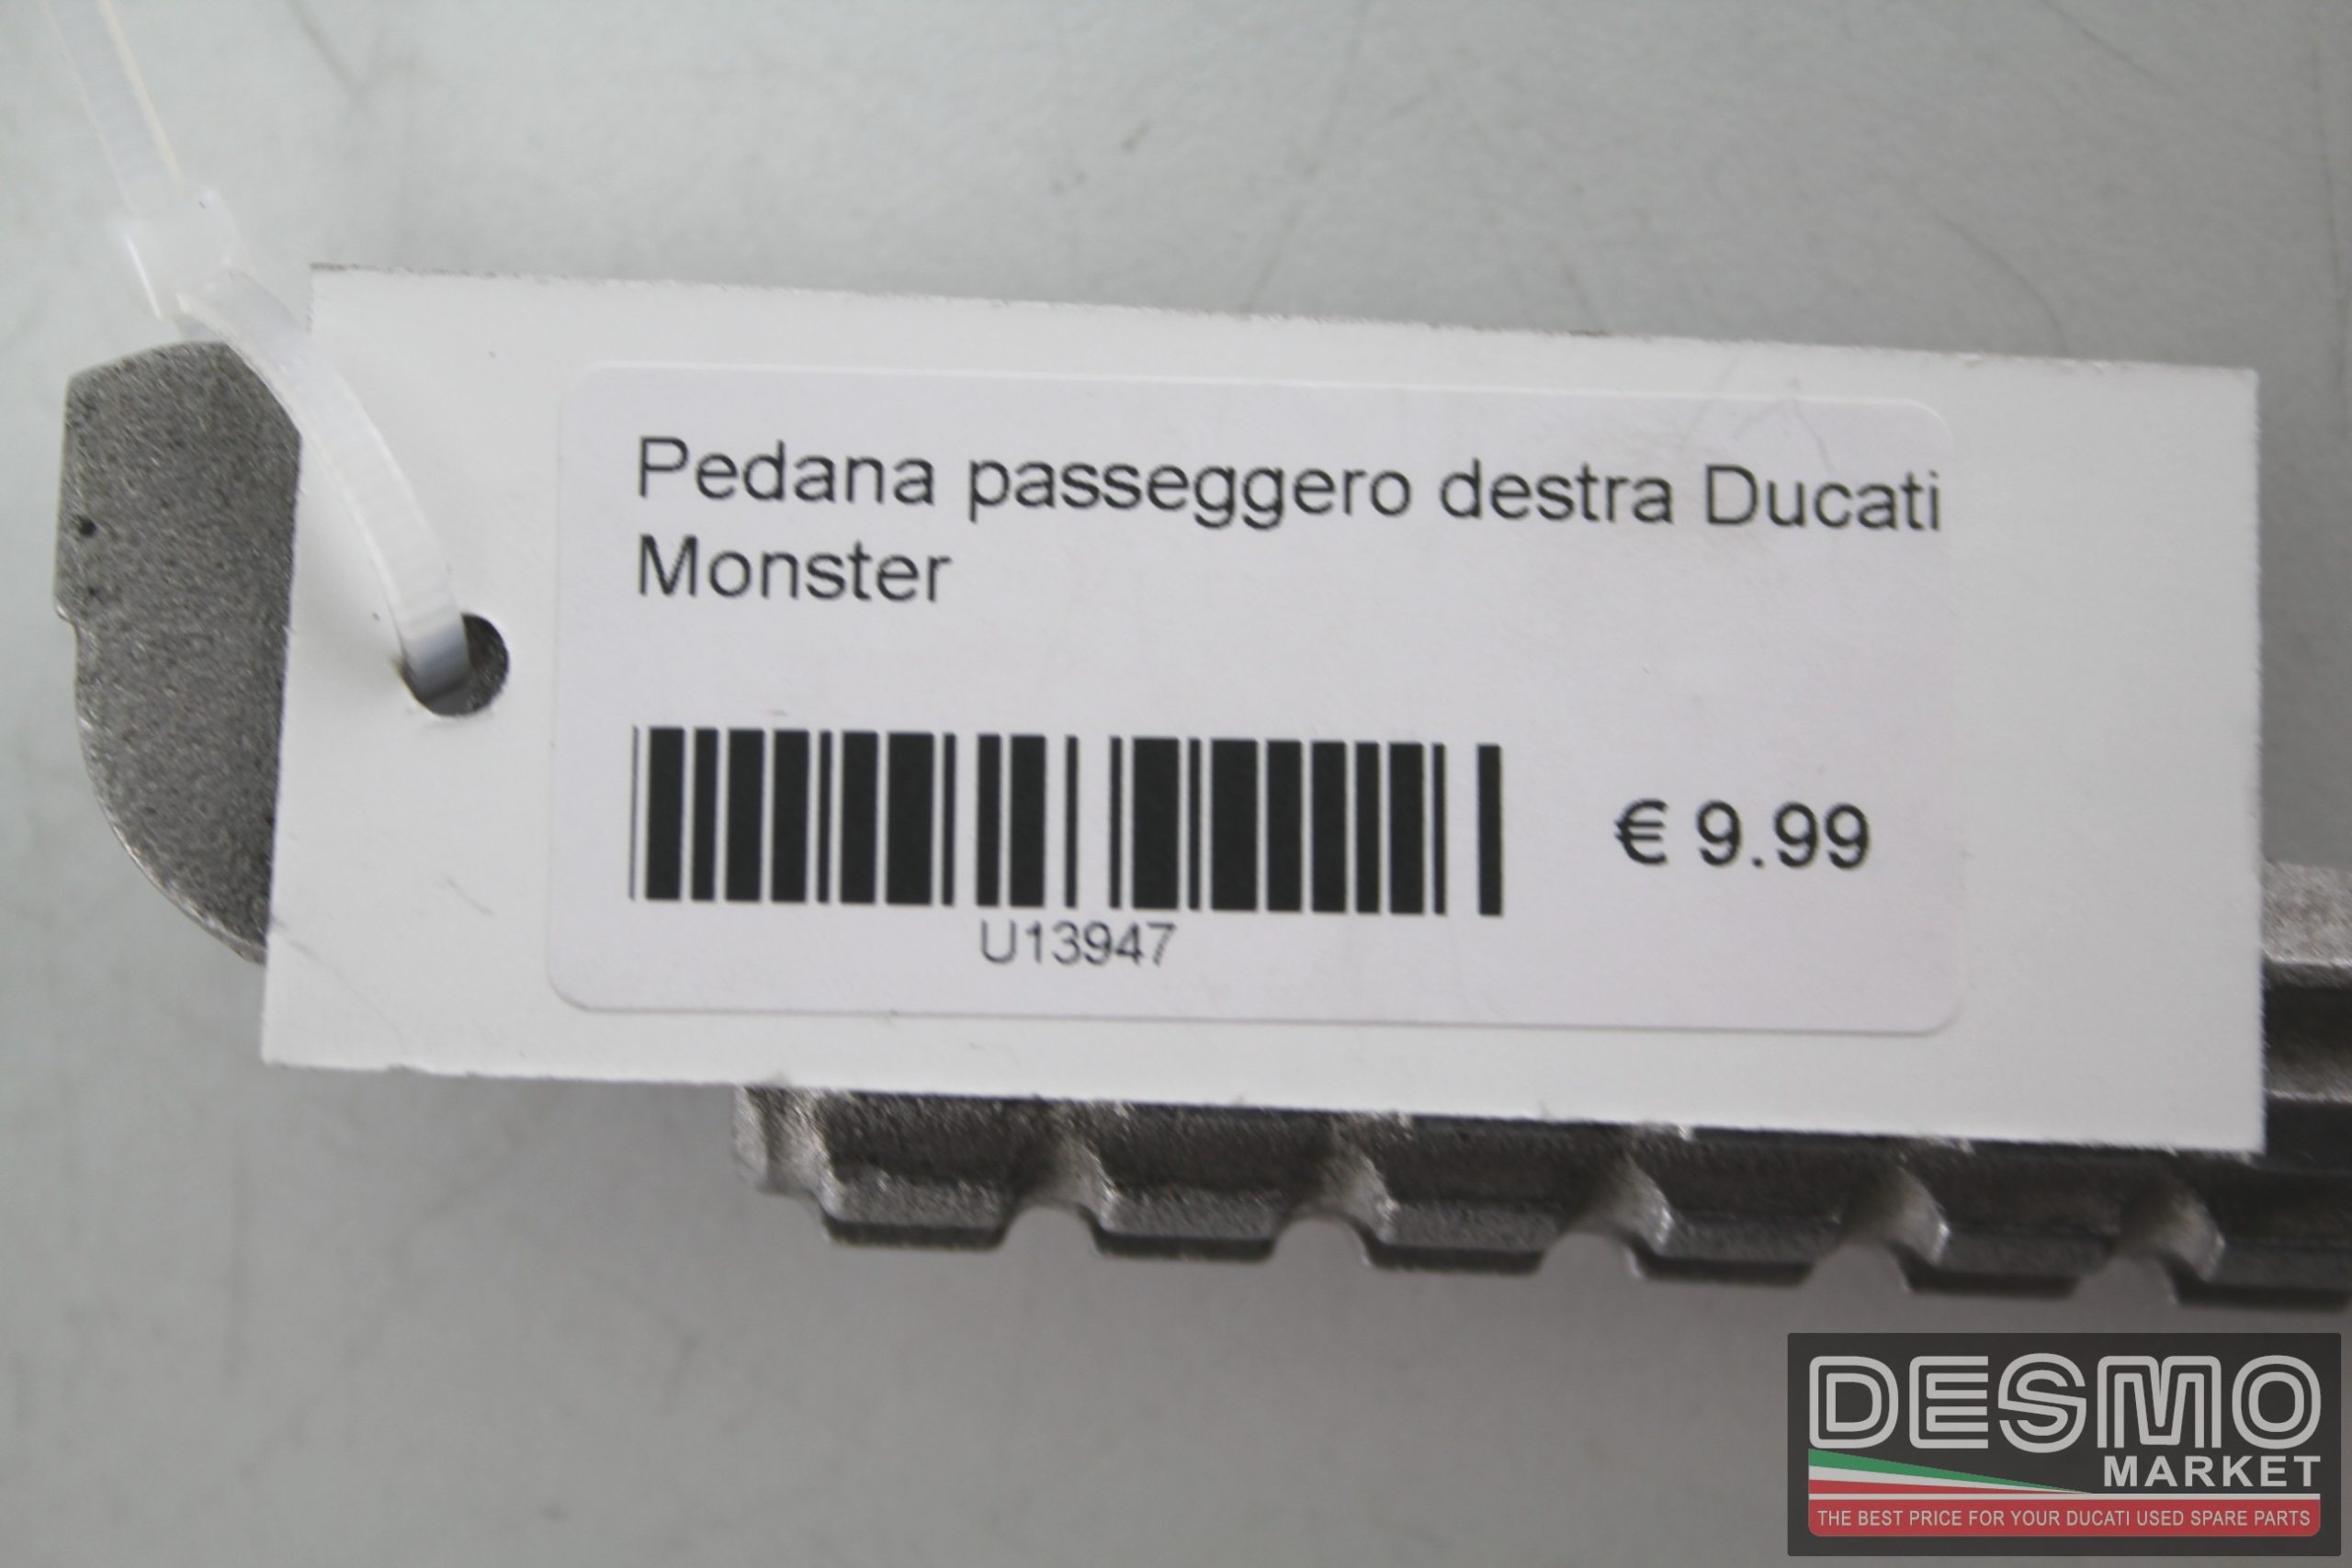 Pedana passeggero destra Ducati
Monster
€ 9.99
U13947
DESMO
MARKET
THE BEST PRICE FOR YOUR DUCATI USED SPARE PARTS